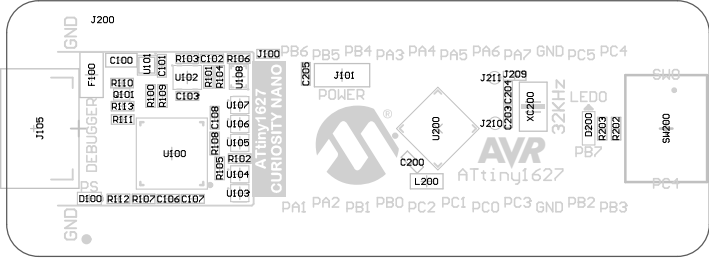 J200
GND
J100
PB6 PB5 PB4 PA3 PA4 PA5 PA6 PA7 GND PC5 PC4
F100
C100
U101
C101
R103
C102
R106
U102
R101
R104
U108
C205
J101
POWER
J211
J209
C204
C203
XC200
32KHz
SW0
R110
Q101
R113
R111
R100
R109
C103
J105
DEBUGGER
U100
U107
C108
U106
R108
U105
R102
R105
U104
U103
ATtiny1627
CURIOSITY NANO
®
U200
J210
C200
L200
AVR
ATtiny1627
LED0
D200
R203
R202
PB7
SW200
PC4
PS
D100
R112
R107
C106
C107
GND
PA1 PA2 PB1 PB0 PC2 PC1 PC0 PC3 GND PB2 PB3